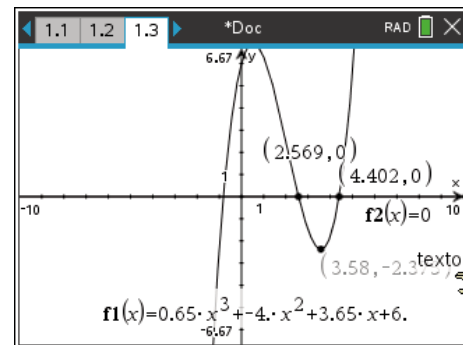 1.1 1.2 1.3 *Doc RAD
6.67 y
(2.569,0)
(4.402,0)
1
x
-10 1 f2(x)=0 10
texto
(3.58,-2.373)
f1(x)=0.65·x³+-4.·x²+3.65·x+6.
-6.67